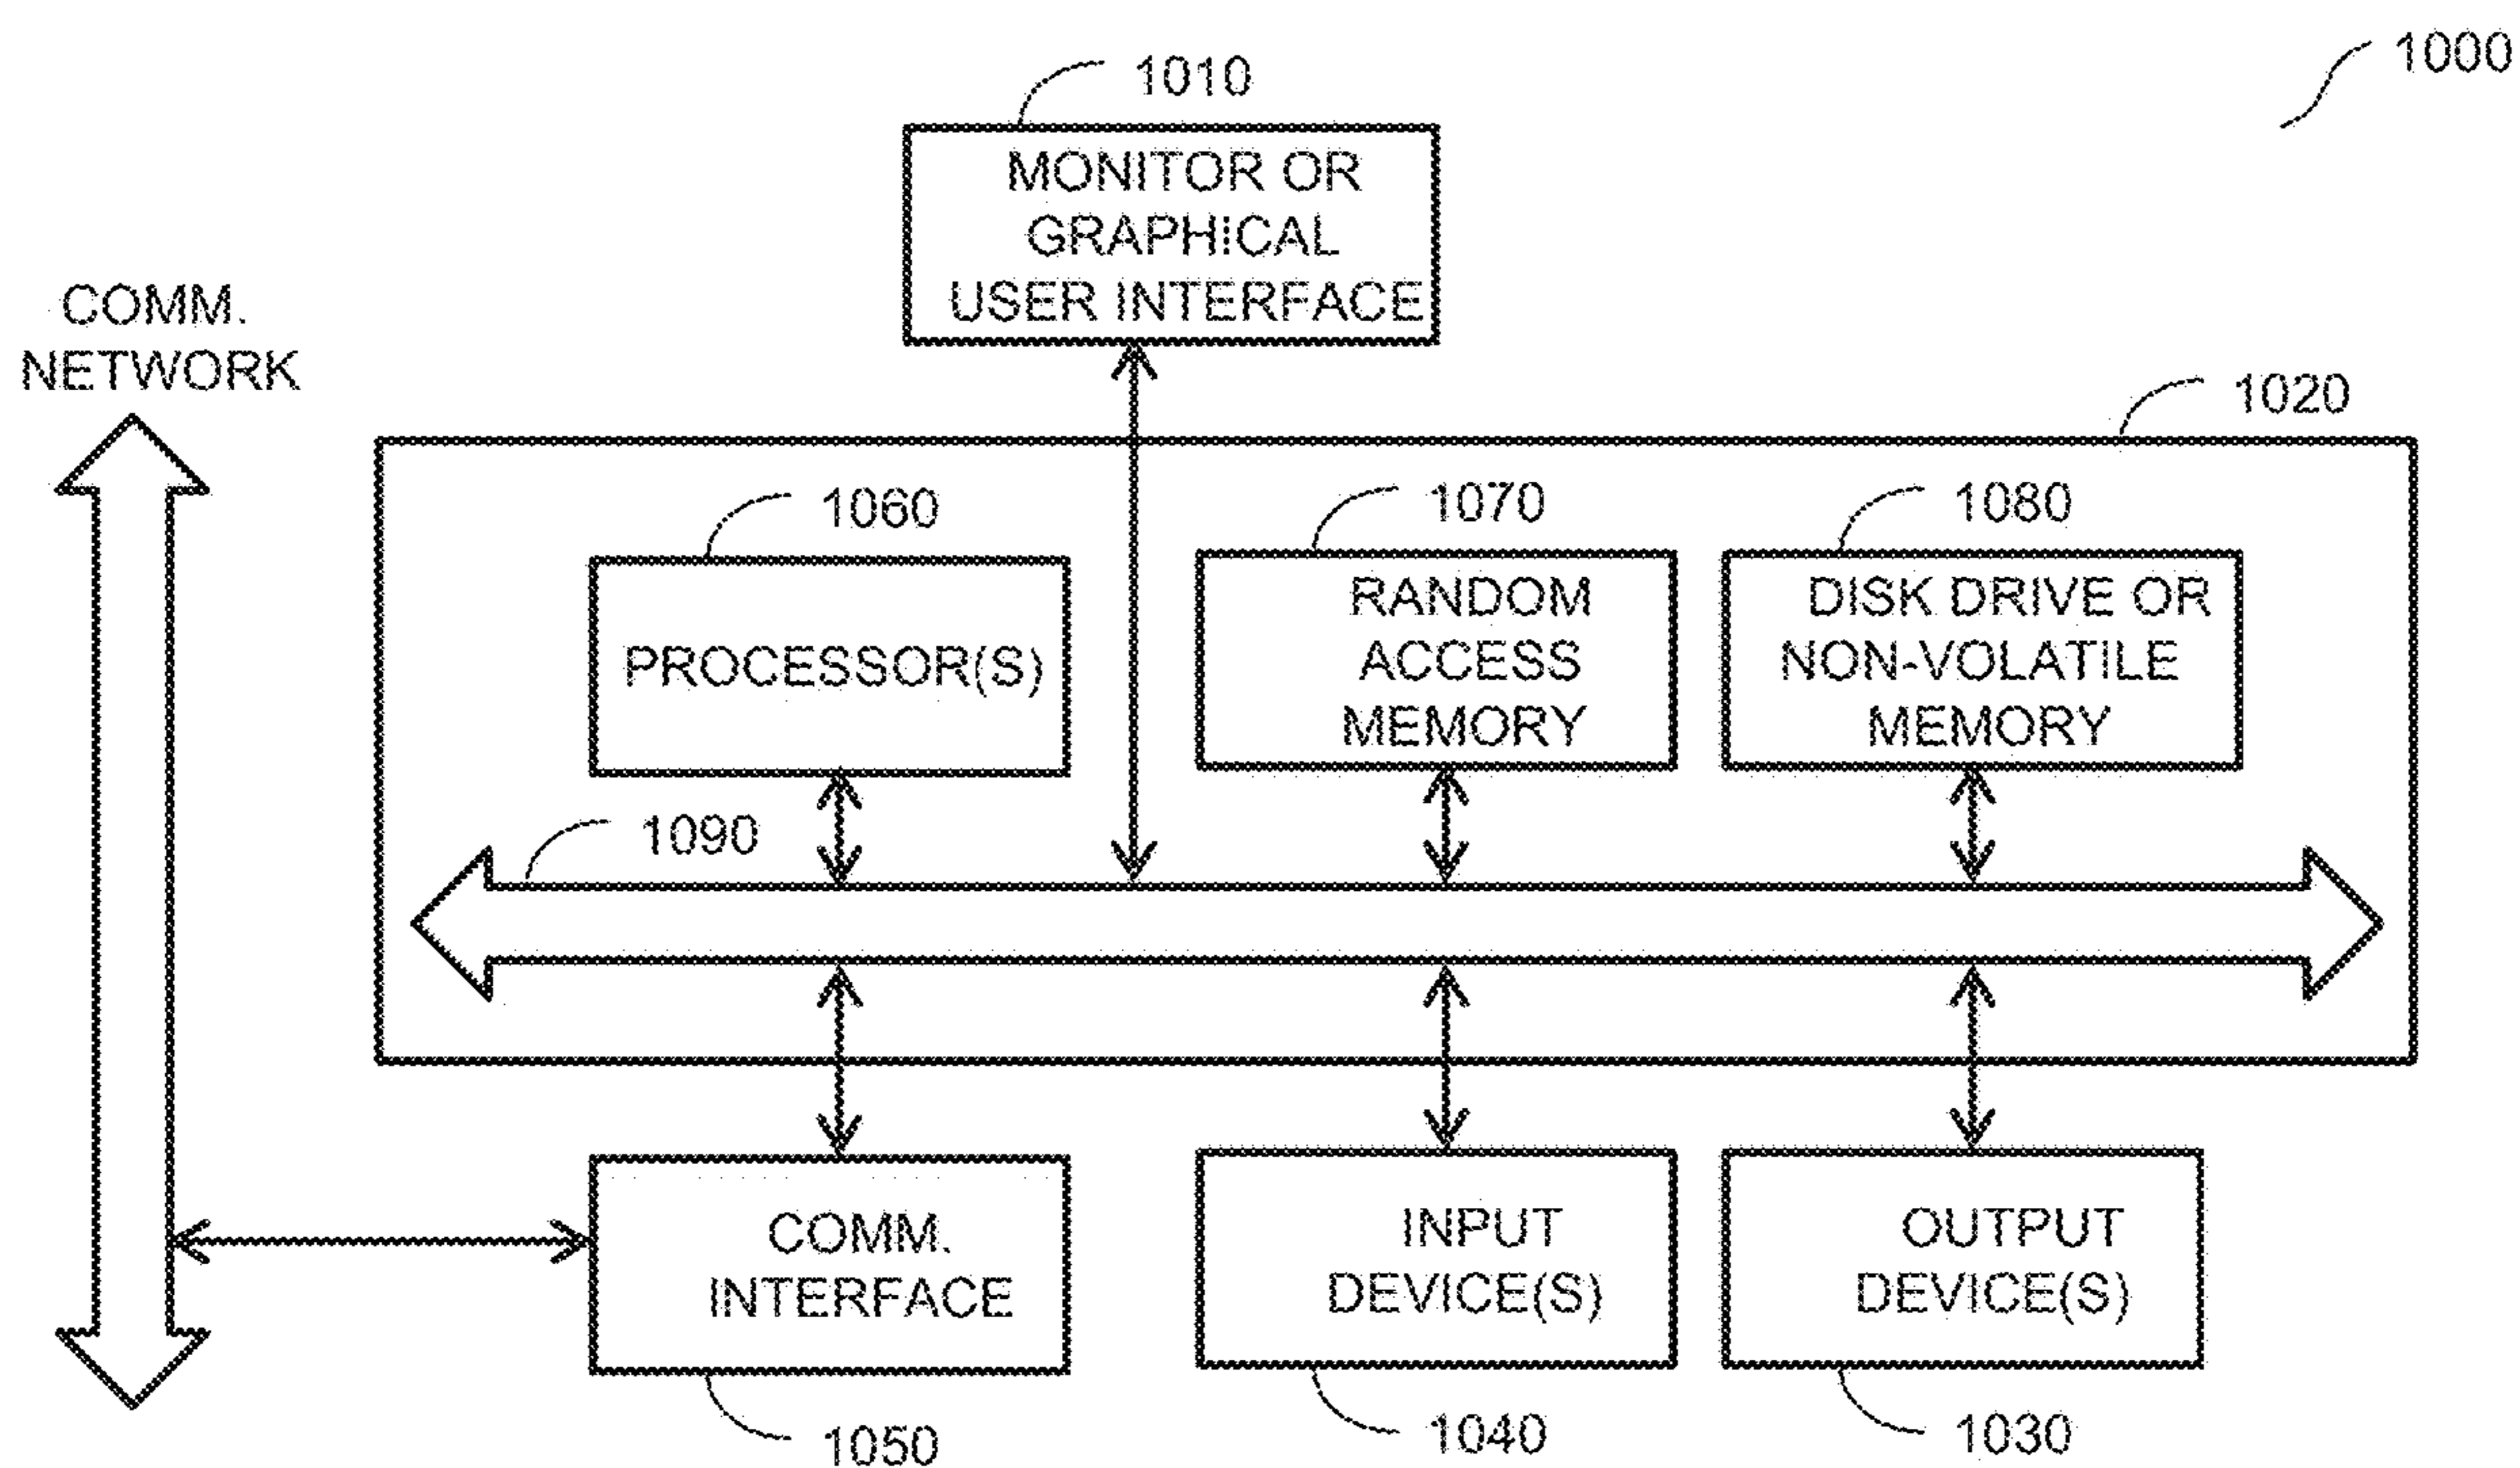 1000
1010
MONITOR OR
GRAPHICAL
USER INTERFACE
COMM.
NETWORK
1020
1060
1070
1080
PROCESSOR(S)
RANDOM
ACCESS
MEMORY
DISK DRIVE OR
NON-VOLATILE
MEMORY
1090
COMM.
INTERFACE
INPUT
DEVICE(S)
OUTPUT
DEVICE(S)
1050
1040
1030